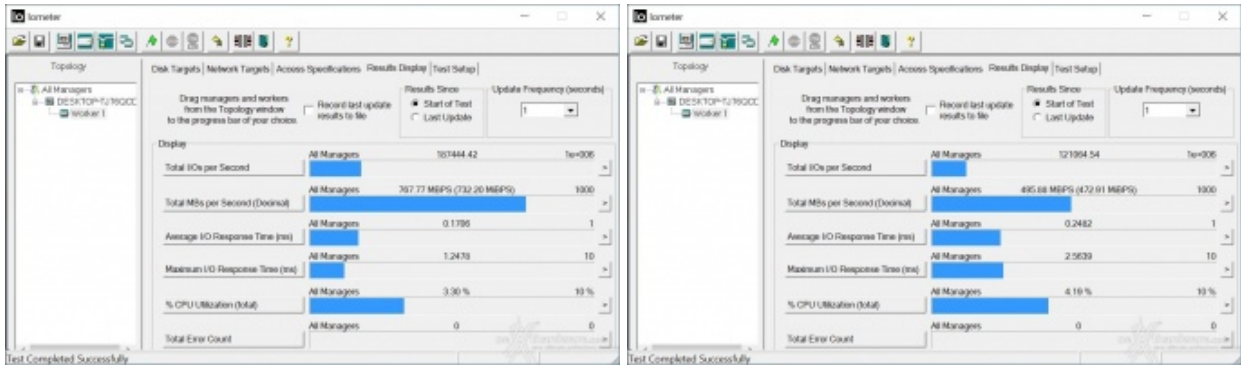 Iometer
Topology
All Managers
Worker 1
Disk Targets Network Targets Access Specifications Results Display Test Setup
Drag managers and workers
from the Topology window
to the progress bar of your choice.
Record last update
results to file
Results Since
Start of Test
Last Update
Update Frequency (seconds)
1
Display
All Managers 187444.42 1e+006
Total I/Os per Second
All Managers 767.77 MBPS (732.20 MiBPS) 1000
Total MBs per Second (Decimal)
All Managers 0.1706 1
Average I/O Response Time (ms)
All Managers 1.2478 10
Maximum I/O Response Time (ms)
All Managers 3.30 % 10 %
% CPU Utilization (total)
All Managers 0 0
Total Error Count
Test Completed Successfully
Iometer
Topology
All Managers
Worker 1
Disk Targets Network Targets Access Specifications Results Display Test Setup
Drag managers and workers
from the Topology window
to the progress bar of your choice.
Record last update
results to file
Results Since
Start of Test
Last Update
Update Frequency (seconds)
1
Display
All Managers 121064.54 1e+006
Total I/Os per Second
All Managers 495.88 MBPS (472.91 MiBPS) 1000
Total MBs per Second (Decimal)
All Managers 0.2482 1
Average I/O Response Time (ms)
All Managers 2.5639 10
Maximum I/O Response Time (ms)
All Managers 4.19 % 10 %
% CPU Utilization (total)
All Managers 0 0
Total Error Count
Test Completed Successfully